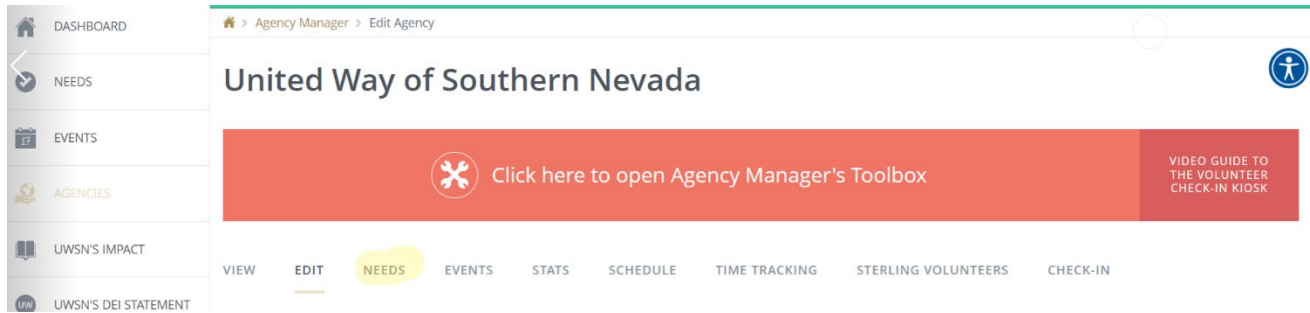 DASHBOARD
NEEDS
EVENTS
17
AGENCIES
UWSN'S IMPACT
UW
UWSN'S DEI STATEMENT
> Agency Manager > Edit Agency
United Way of Southern Nevada
Click here to open Agency Manager's Toolbox
VIDEO GUIDE TO
THE VOLUNTEER
CHECK-IN KIOSK
VIEW EDIT NEEDS EVENTS STATS SCHEDULE TIME TRACKING STERLING VOLUNTEERS CHECK-IN